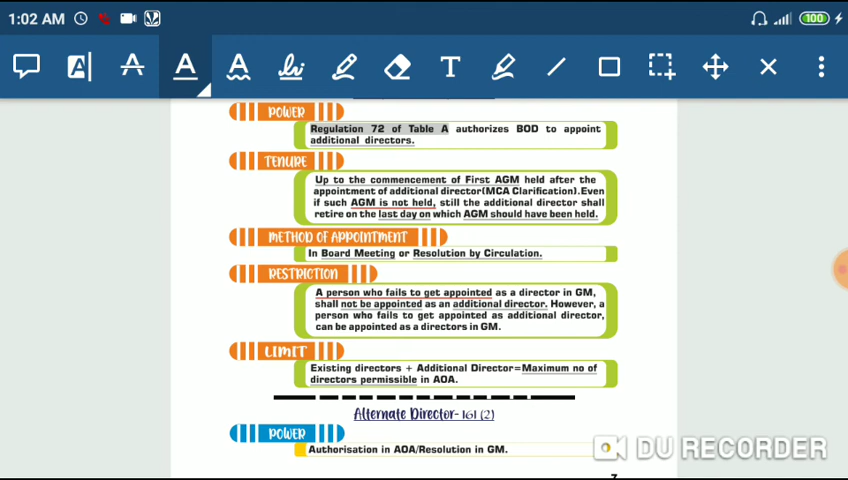 1:02 AM
100
T
POWER
Regulation 72 of Table A authorizes BOD to appoint
additional directors.
TENURE
Up to the commencement of First AGM held after the
appointment of additional director(MCA Clarification).Even
if such AGM is not held, still the additional director shall
retire on the last day on which AGM should have been held.
METHOD OF APPOINTMENT
In Board Meeting or Resolution by Circulation.
RESTRICTION
A person who fails to get appointed as a director in GM,
shall not be appointed as an additional director. However, a
person who fails to get appointed as additional director,
can be appointed as a directors in GM.
LIMIT
Existing directors + Additional Director=Maximum no of
directors permissible in AOA.
Alternate Director- 161 (2)
POWER
Authorisation in AOA/Resolution in GM.
DU RECORDER